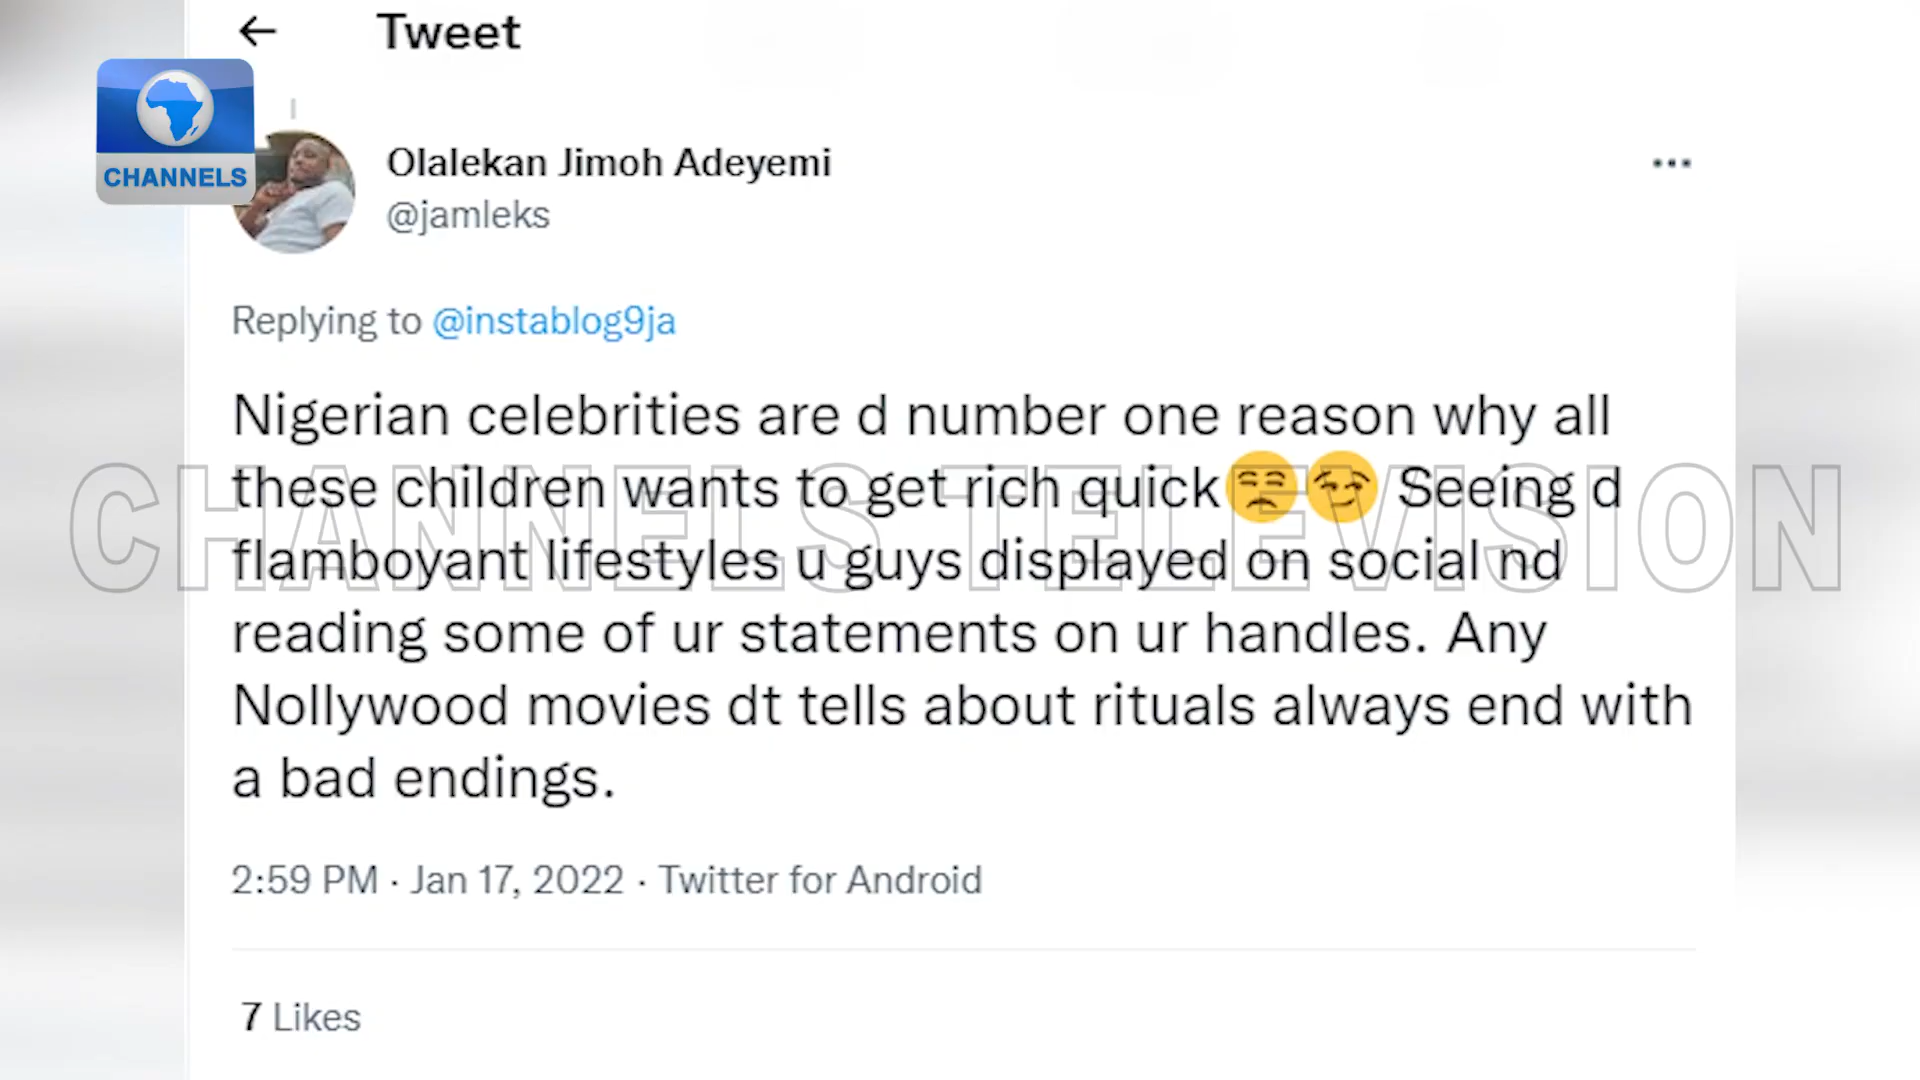 Tweet
CHANNELS
Olalekan Jimoh Adeyemi
@jamleks
Replying to @instablog9ja
Nigerian celebrities are d number one reason why all
these children wants to get rich quick😒😏 Seeing d
flamboyant lifestyles u guys displayed on social nd
reading some of ur statements on ur handles. Any
Nollywood movies dt tells about rituals always end with
a bad endings.
CHANNELS TELEVISION
2:59 PM · Jan 17, 2022 · Twitter for Android
7 Likes